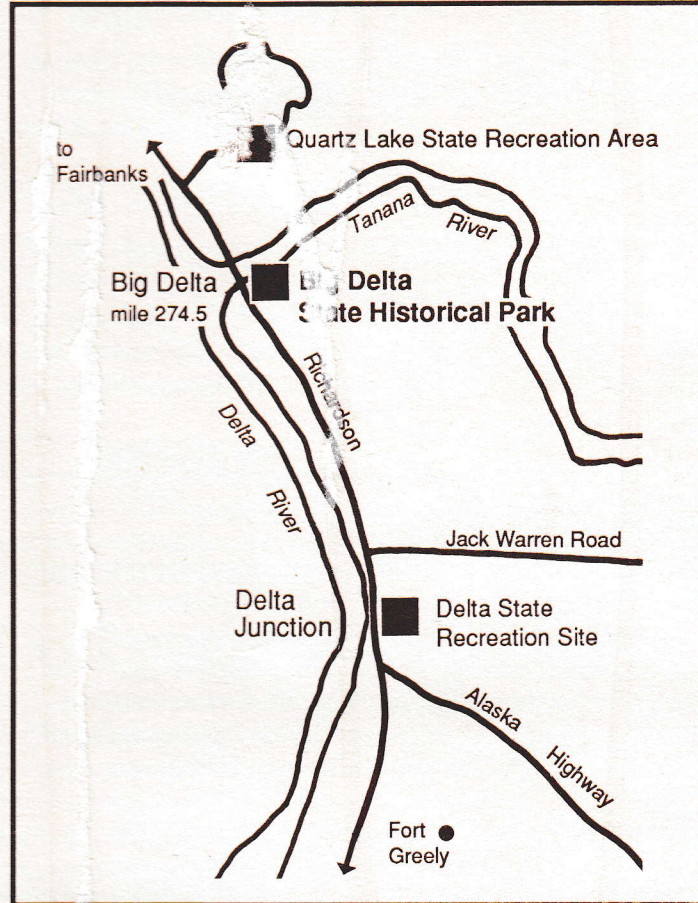 to
Fairbanks
Quartz Lake State Recreation Area
Tanana River
Big Delta
mile 274.5
Big Delta
State Historical Park
Richardson
Delta River
Jack Warren Road
Delta
Junction
Delta State
Recreation Site
Alaska Highway
Fort
Greely